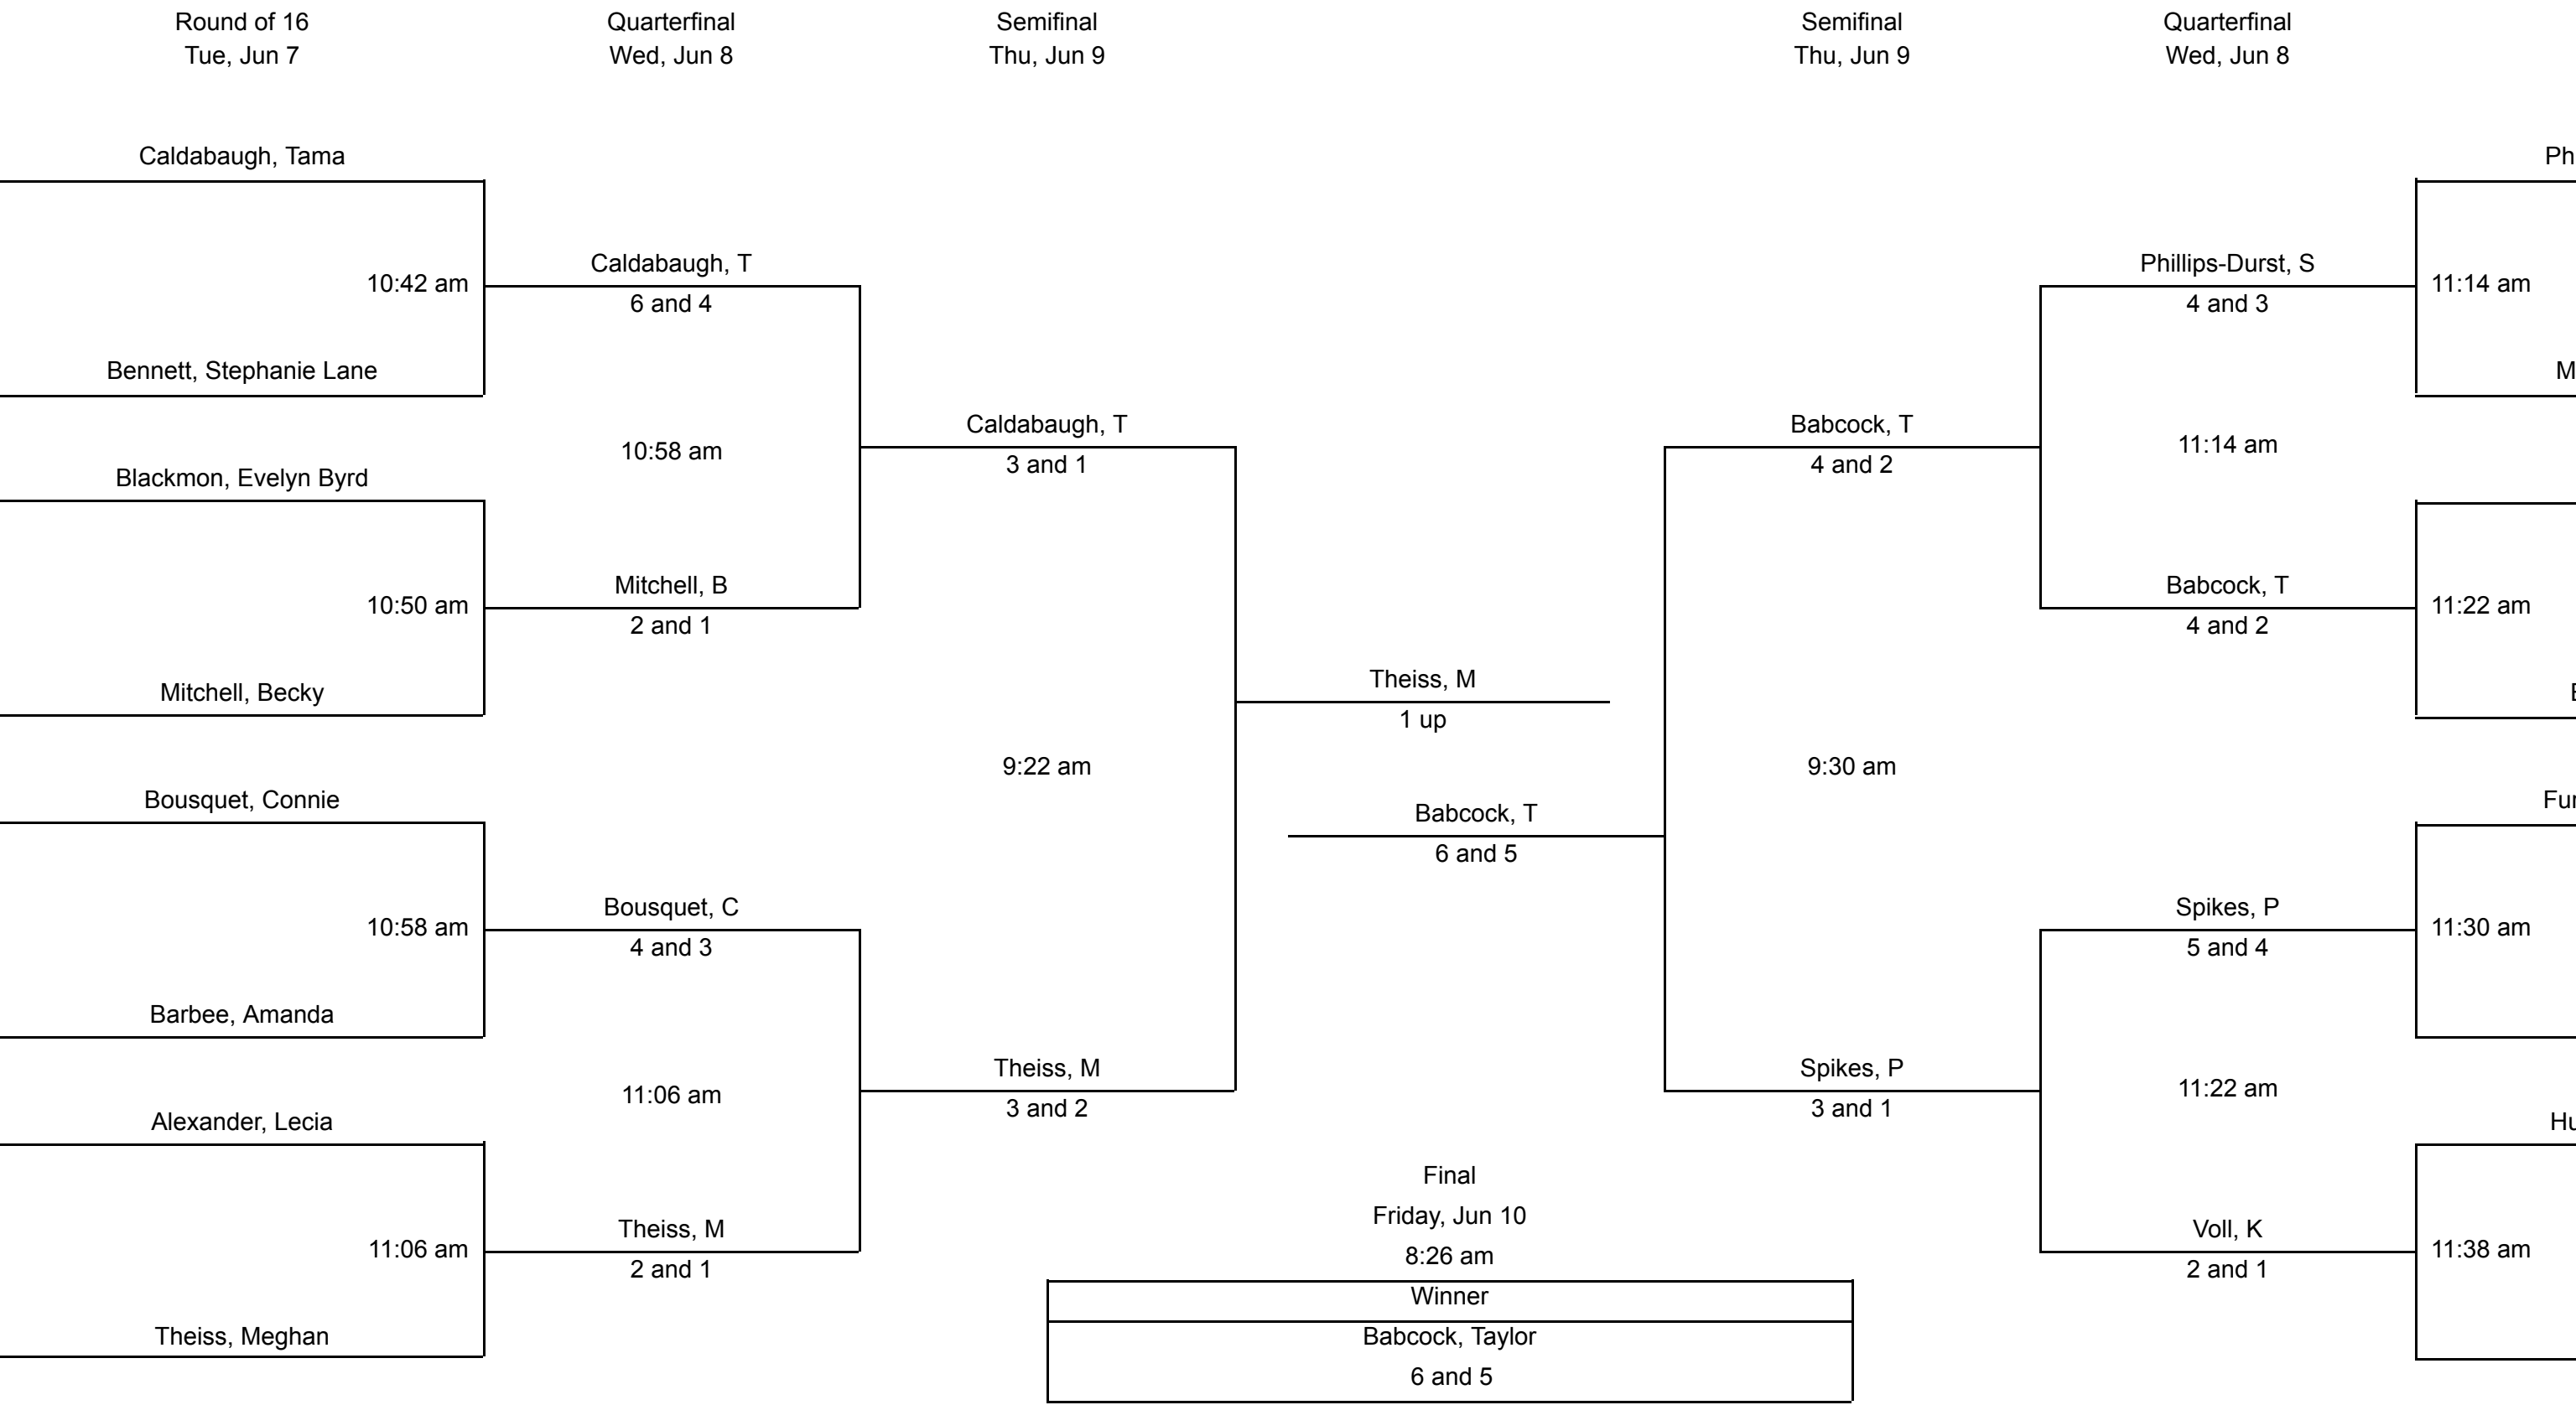 Round of 16
Tue, Jun 7
Quarterfinal
Wed, Jun 8
Semifinal
Thu, Jun 9
Semifinal
Thu, Jun 9
Quarterfinal
Wed, Jun 8
Caldabaugh, Tama
10:42 am
Bennett, Stephanie Lane
Blackmon, Evelyn Byrd
10:50 am
Mitchell, Becky
Bousquet, Connie
10:58 am
Barbee, Amanda
Alexander, Lecia
11:06 am
Theiss, Meghan
Caldabaugh, T
6 and 4
10:58 am
Mitchell, B
2 and 1
Bousquet, C
4 and 3
11:06 am
Theiss, M
2 and 1
Caldabaugh, T
3 and 1
9:22 am
Theiss, M
3 and 2
Theiss, M
1 up
Babcock, T
6 and 5
Final
Friday, Jun 10
8:26 am
Winner
Babcock, Taylor
6 and 5
Babcock, T
4 and 2
9:30 am
Spikes, P
3 and 1
Phillips-Durst, S
4 and 3
11:14 am
Babcock, T
4 and 2
Spikes, P
5 and 4
11:22 am
Voll, K
2 and 1
Ph
11:14 am
M
11:22 am
Fur
11:30 am
Hu
11:38 am